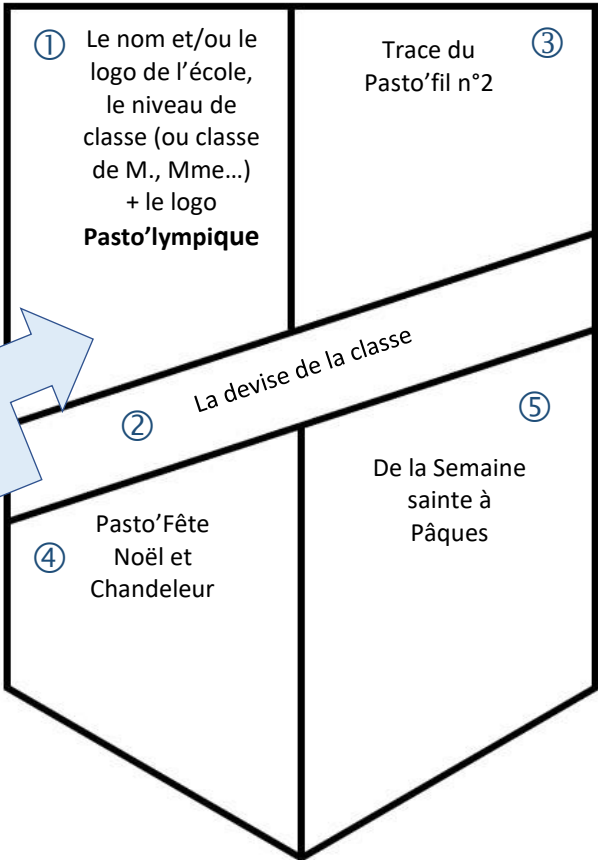 ①
Le nom et/ou le
logo de l'école,
le niveau de
classe (ou classe
de M., Mme…)
+ le logo
Pasto'lympique
②
La devise de la classe
③
Trace du
Pasto'fil n°2
④
Pasto'Fête
Noël et
Chandeleur
⑤
De la Semaine
sainte à
Pâques